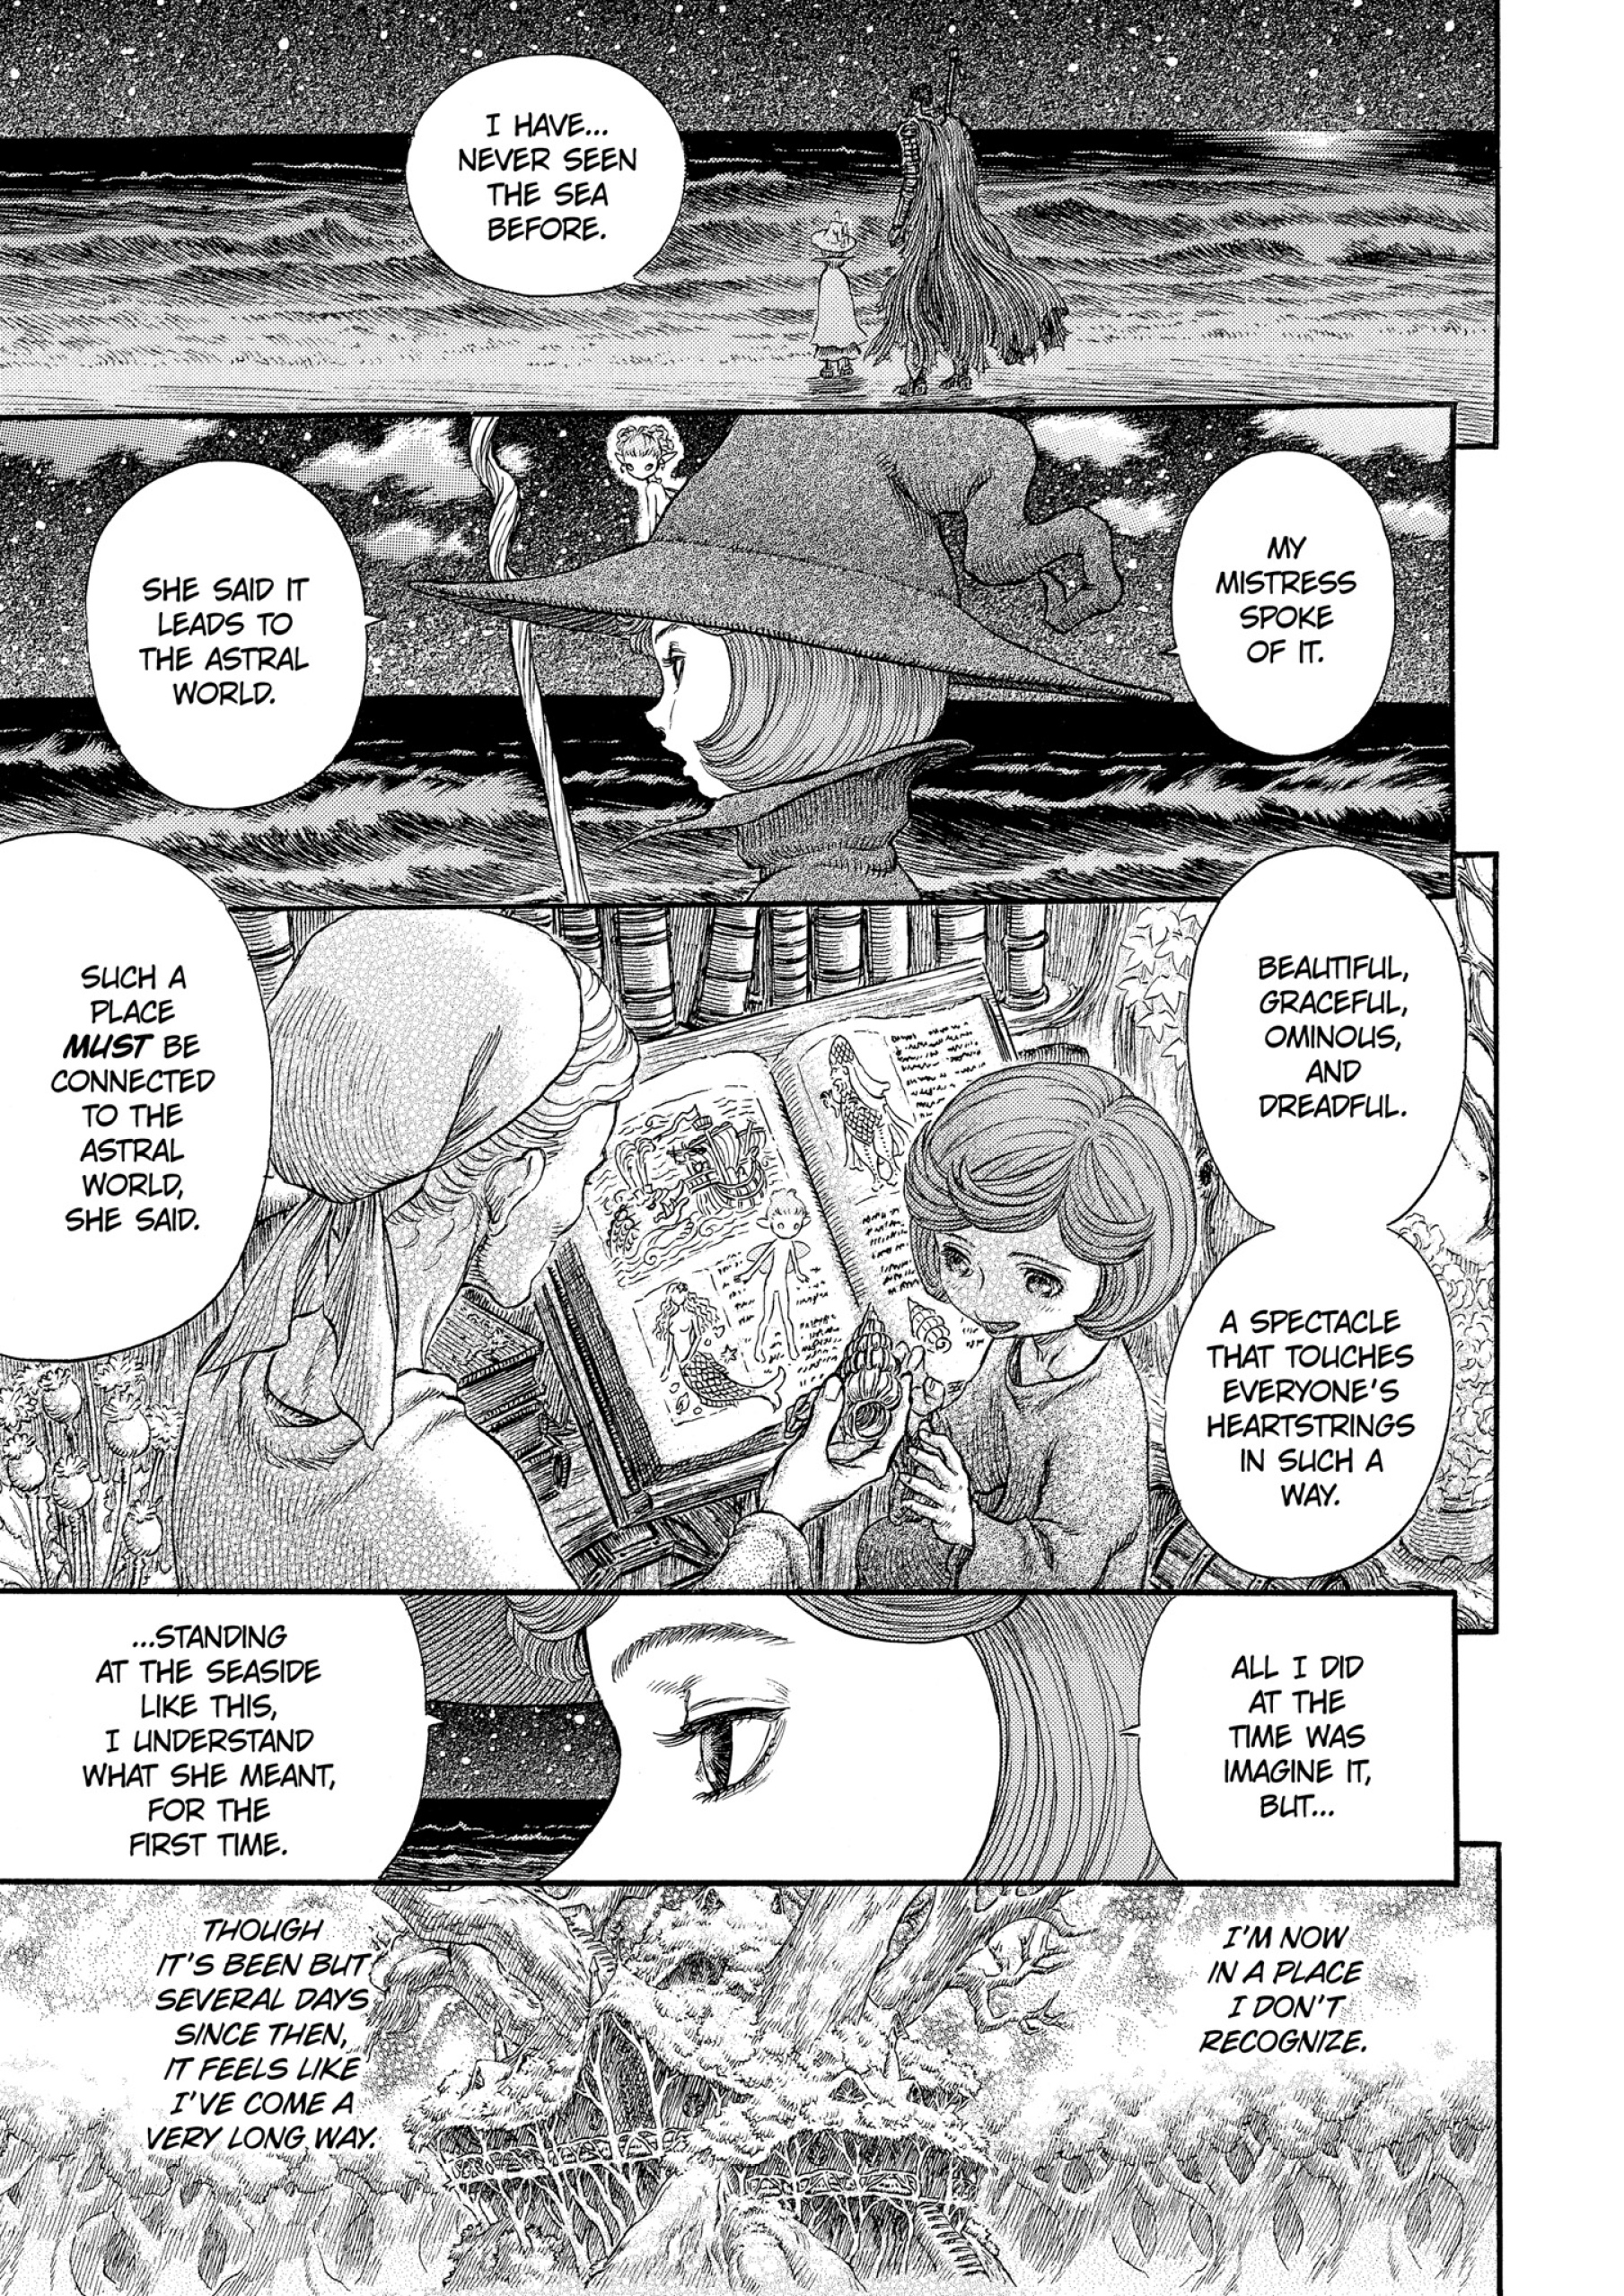 I HAVE...
NEVER SEEN
THE SEA
BEFORE.
MY
MISTRESS
SPOKE
OF IT.
SHE SAID IT
LEADS TO
THE ASTRAL
WORLD.
BEAUTIFUL,
GRACEFUL,
OMINOUS,
AND
DREADFUL.
A SPECTACLE
THAT TOUCHES
EVERYONE'S
HEARTSTRINGS
IN SUCH A
WAY.
SUCH A
PLACE
MUST BE
CONNECTED
TO THE
ASTRAL
WORLD,
SHE SAID.
ALL I DID
AT THE
TIME WAS
IMAGINE IT,
BUT...
...STANDING
AT THE SEASIDE
LIKE THIS,
I UNDERSTAND
WHAT SHE MEANT,
FOR THE
FIRST TIME.
I'M NOW
IN A PLACE
I DON'T
RECOGNIZE.
THOUGH
IT'S BEEN BUT
SEVERAL DAYS
SINCE THEN,
IT FEELS LIKE
I'VE COME A
VERY LONG WAY.